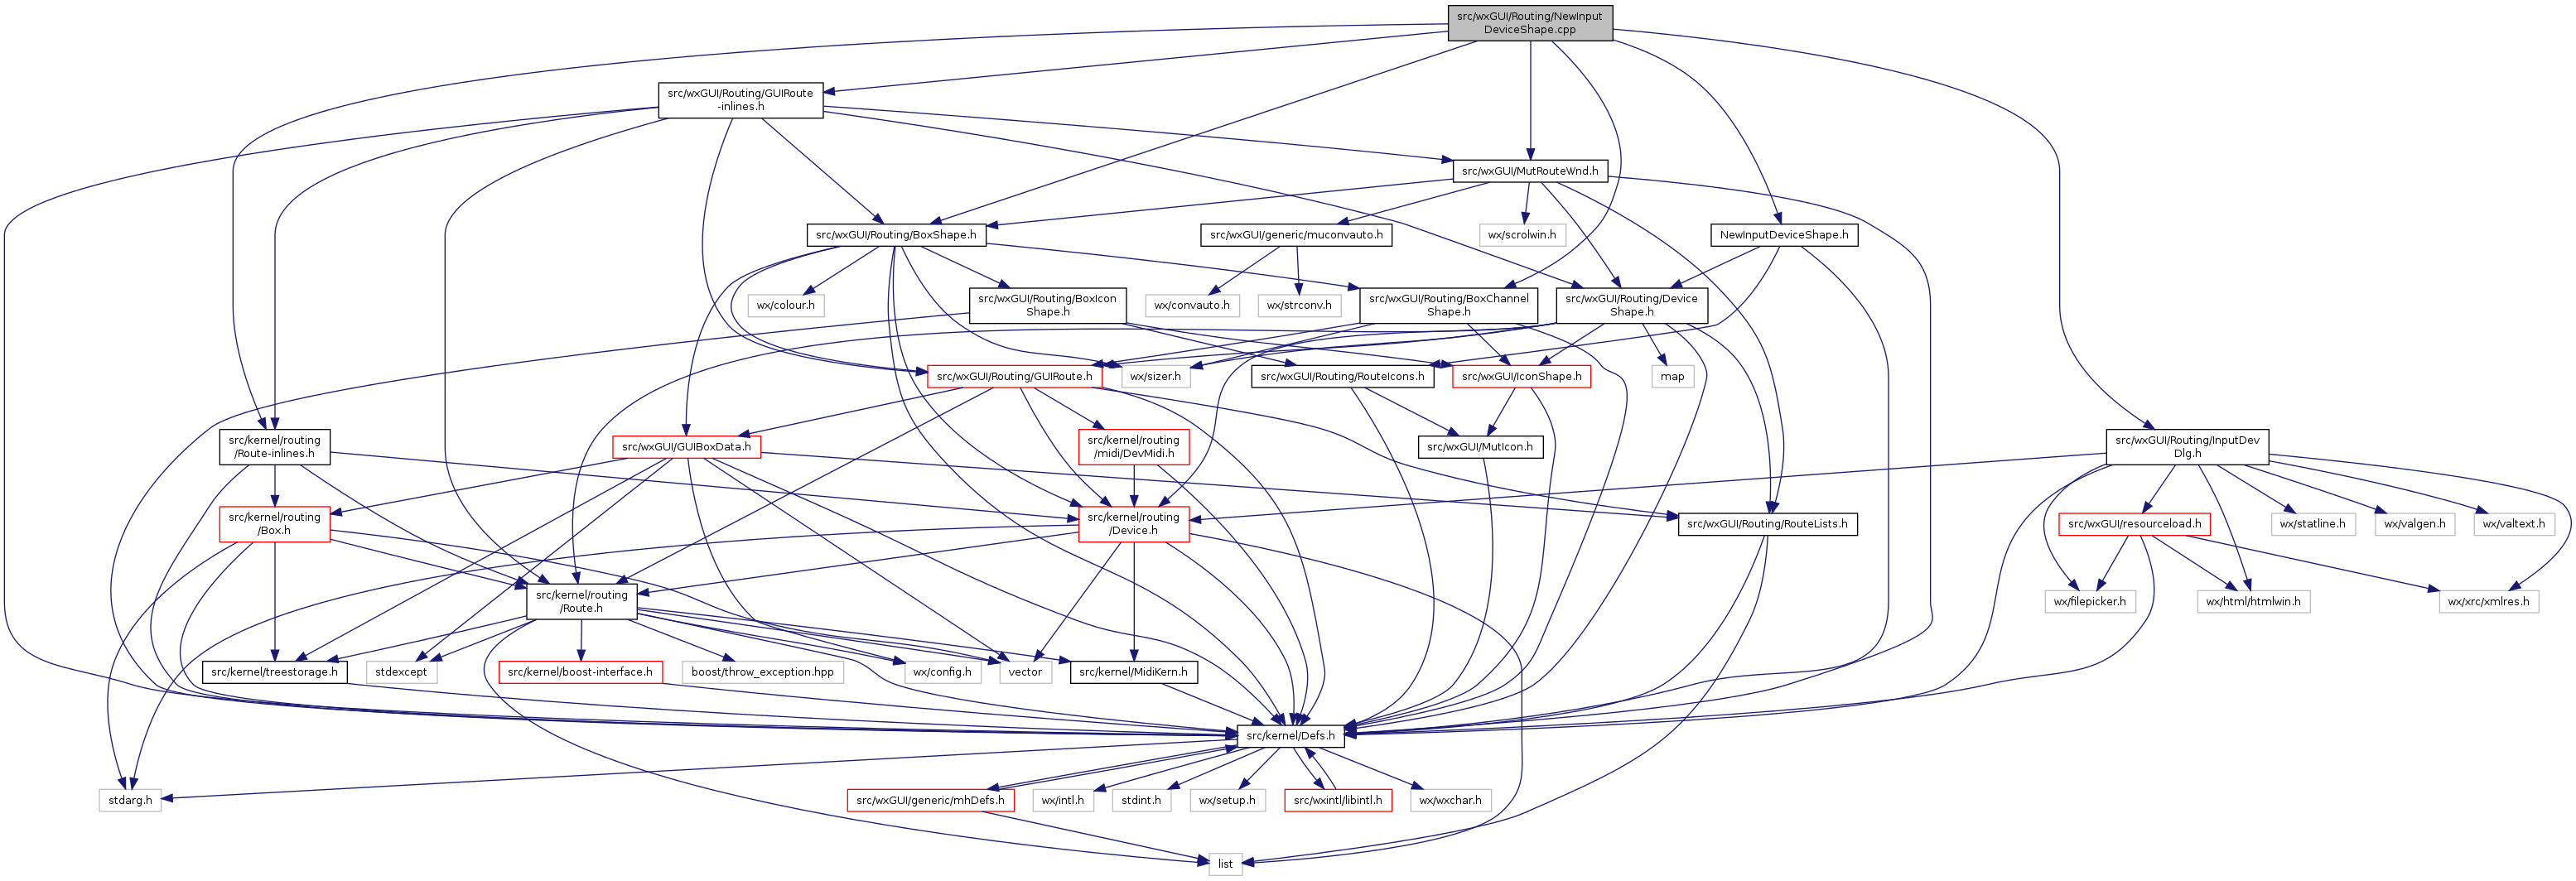 src/wxGUI/Routing/NewInput
DeviceShape.cpp
src/wxGUI/Routing/GUIRoute
-inlines.h
src/wxGUI/MutRouteWnd.h
src/wxGUI/Routing/BoxShape.h
src/wxGUI/generic/muconvauto.h
wx/scrolwin.h
NewInputDeviceShape.h
wx/colour.h
src/wxGUI/Routing/BoxIcon
Shape.h
wx/convauto.h
wx/strconv.h
src/wxGUI/Routing/BoxChannel
Shape.h
src/wxGUI/Routing/Device
Shape.h
src/wxGUI/Routing/GUIRoute.h
wx/sizer.h
src/wxGUI/Routing/RouteIcons.h
src/wxGUI/IconShape.h
map
src/kernel/routing
/Route-inlines.h
src/wxGUI/GUIBoxData.h
src/kernel/routing
/midi/DevMidi.h
src/wxGUI/MutIcon.h
src/wxGUI/Routing/InputDev
Dlg.h
src/kernel/routing
/Box.h
src/kernel/routing
/Device.h
src/wxGUI/Routing/RouteLists.h
src/wxGUI/resourceload.h
wx/statline.h
wx/valgen.h
wx/valtext.h
src/kernel/routing
/Route.h
wx/filepicker.h
wx/html/htmlwin.h
wx/xrc/xmlres.h
src/kernel/treestorage.h
stdexcept
src/kernel/boost-interface.h
boost/throw_exception.hpp
wx/config.h
vector
src/kernel/MidiKern.h
src/kernel/Defs.h
stdarg.h
src/wxGUI/generic/mhDefs.h
wx/intl.h
stdint.h
wx/setup.h
src/wxintl/libintl.h
wx/wxchar.h
list